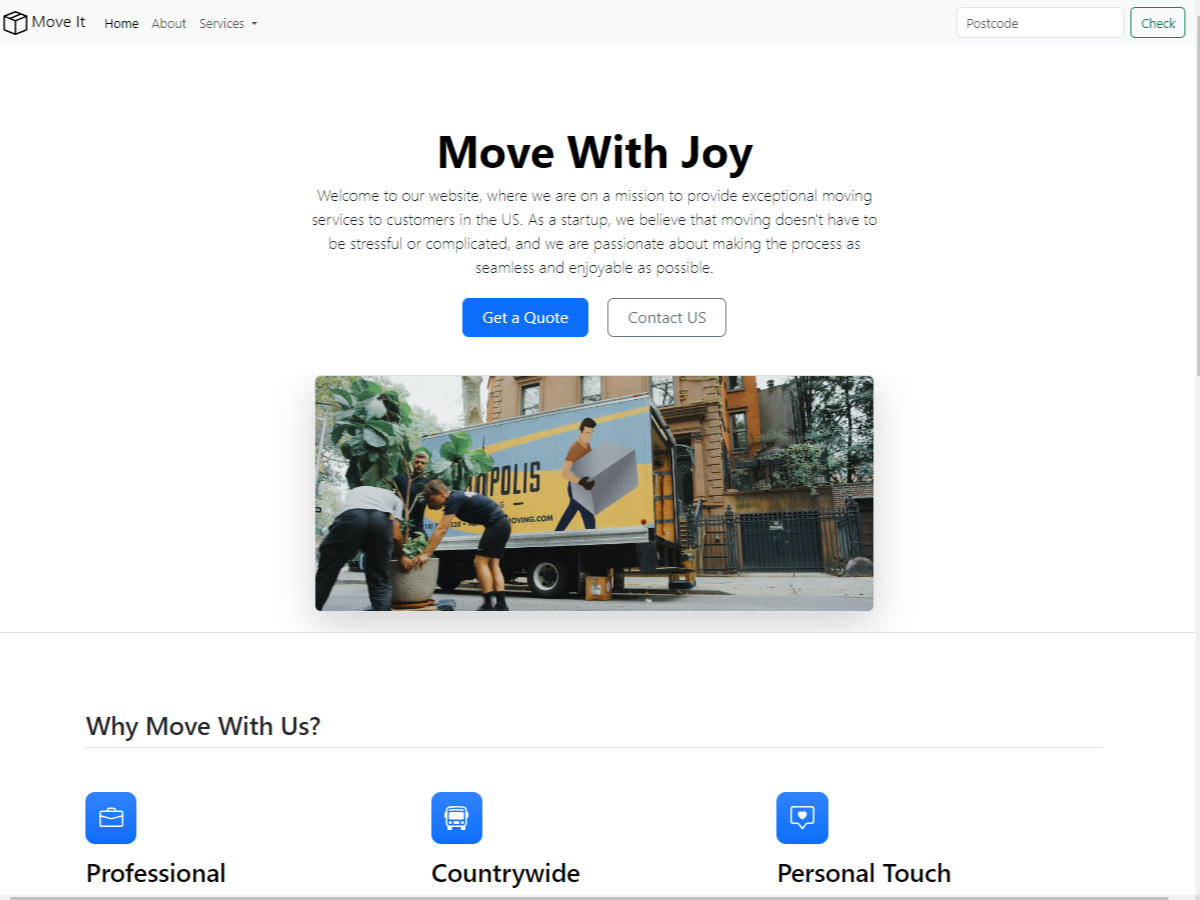 Move It Home About Services Postcode Check
Move With Joy
Welcome to our website, where we are on a mission to provide exceptional moving
services to customers in the US. As a startup, we believe that moving doesn't have to
be stressful or complicated, and we are passionate about making the process as
seamless and enjoyable as possible.
Get a Quote Contact US
OPOLIS
MOVING.COM
Why Move With Us?
Professional Countrywide Personal Touch